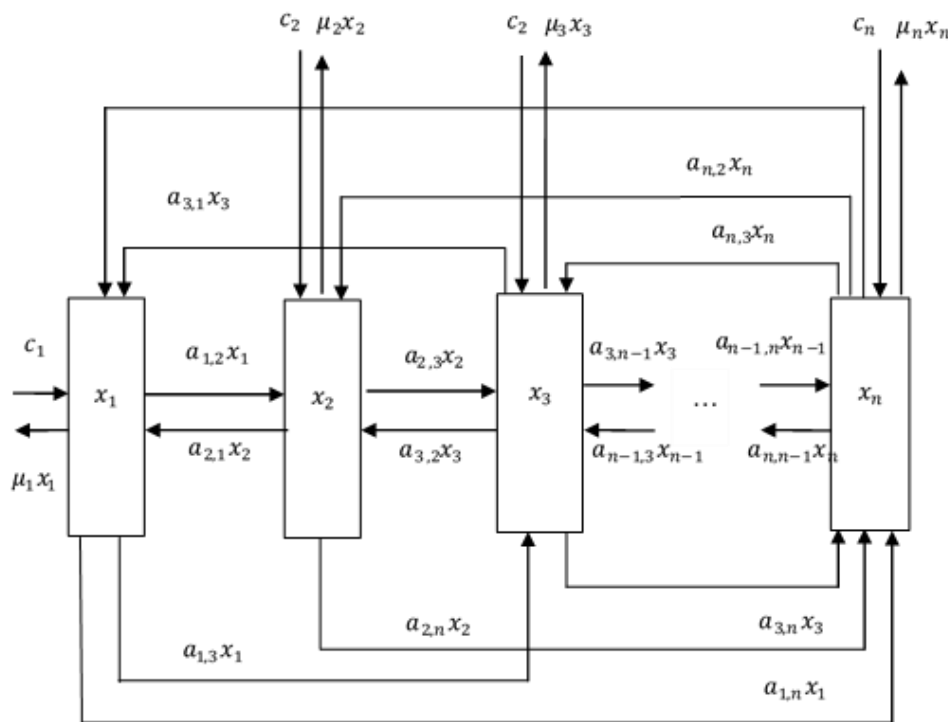 c₂ μ₂x₂ c₂ μ₃x₃ cₙ μₙxₙ
aₙ,₂xₙ
a₃,₁x₃
aₙ,₃xₙ
c₁ a₁,₂x₁ a₂,₃x₂ a₃,ₙ₋₁x₃ aₙ₋₁,ₙxₙ₋₁
x₁ x₂ x₃ … xₙ
μ₁x₁ a₂,₁x₂ a₃,₂x₃ aₙ₋₁,₃xₙ₋₁ aₙ,ₙ₋₁xₙ
a₂,ₙx₂ a₃,ₙx₃
a₁,₃x₁
a₁,ₙx₁